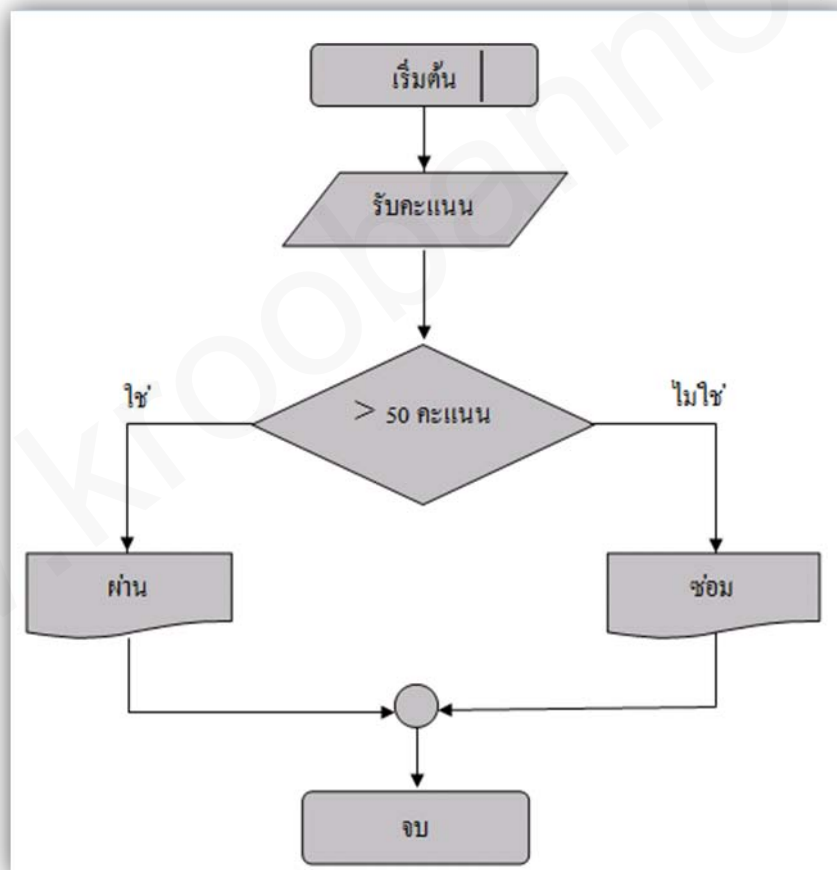 เริ่มต้น
รับคะแนน
> 50 คะแนน
ใช่
ไม่ใช่
ผ่าน
ซ่อม
จบ
.kroobanno